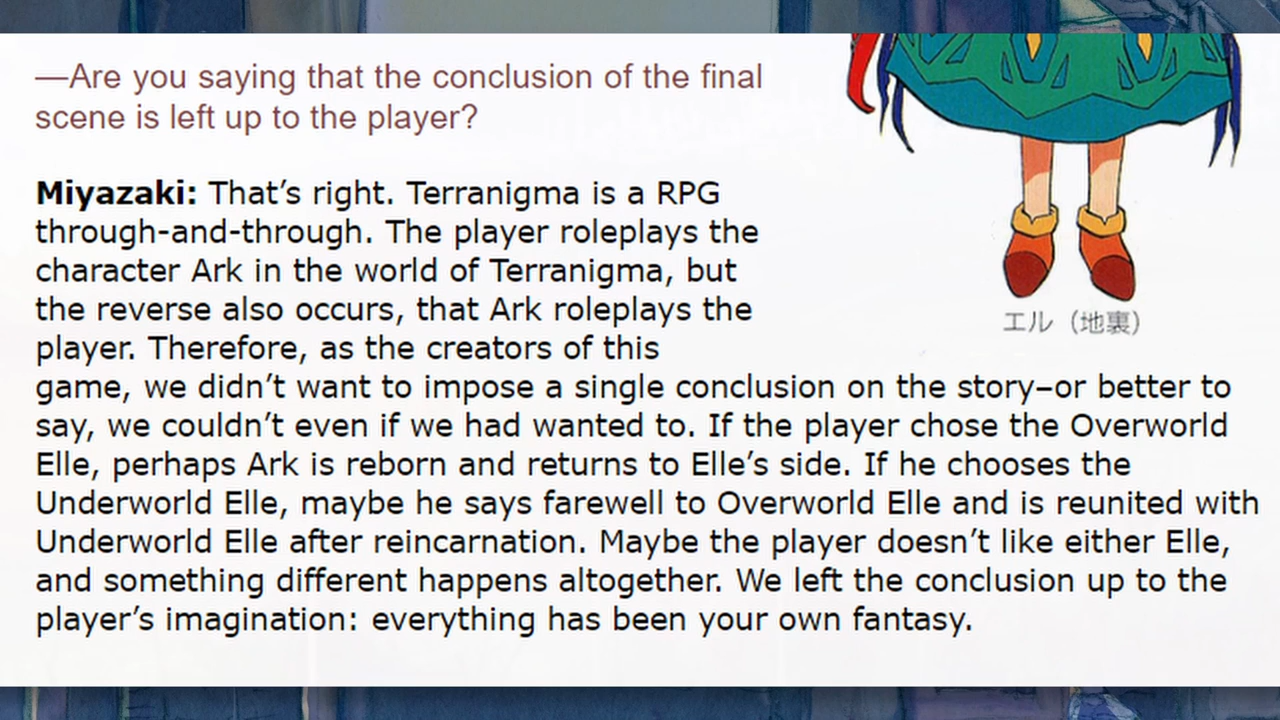 —Are you saying that the conclusion of the final
scene is left up to the player?
Miyazaki: That’s right. Terranigma is a RPG
through-and-through. The player roleplays the
character Ark in the world of Terranigma, but
the reverse also occurs, that Ark roleplays the
player. Therefore, as the creators of this
game, we didn’t want to impose a single conclusion on the story–or better to
say, we couldn’t even if we had wanted to. If the player chose the Overworld
Elle, perhaps Ark is reborn and returns to Elle’s side. If he chooses the
Underworld Elle, maybe he says farewell to Overworld Elle and is reunited with
Underworld Elle after reincarnation. Maybe the player doesn’t like either Elle,
and something different happens altogether. We left the conclusion up to the
player’s imagination: everything has been your own fantasy.
エル（地裏）